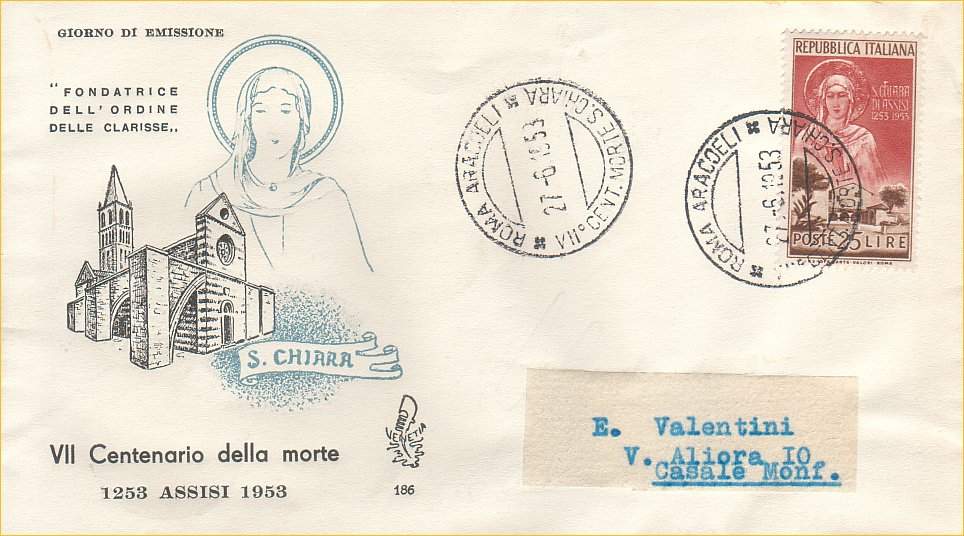 GIORNO DI EMISSIONE
"FONDATRICE
DELL'ORDINE
DELLE CLARISSE,,
S. CHIARA
VII Centenario della morte
1253 ASSISI 1953
186
ROMA ARACOELI ✱ VII° CENT. MORTE S. CHIARA ✱
27-6.1953
REPUBBLICA ITALIANA
S. CHIARA
DI ASSISI
1253 1953
POSTE 25 LIRE
ROMA ARACOELI ✱
27-6.1953
E. Valentini
V. Aliora IO
Casale Monf.